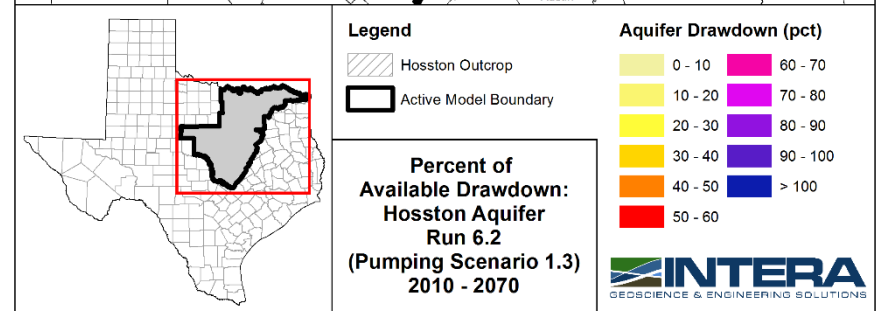 Legend
Hosston Outcrop
Active Model Boundary
Percent of
Available Drawdown:
Hosston Aquifer
Run 6.2
(Pumping Scenario 1.3)
2010 - 2070
Aquifer Drawdown (pct)
0 - 10
10 - 20
20 - 30
30 - 40
40 - 50
50 - 60
60 - 70
70 - 80
80 - 90
90 - 100
> 100
INTERA
GEOSCIENCE & ENGINEERING SOLUTIONS